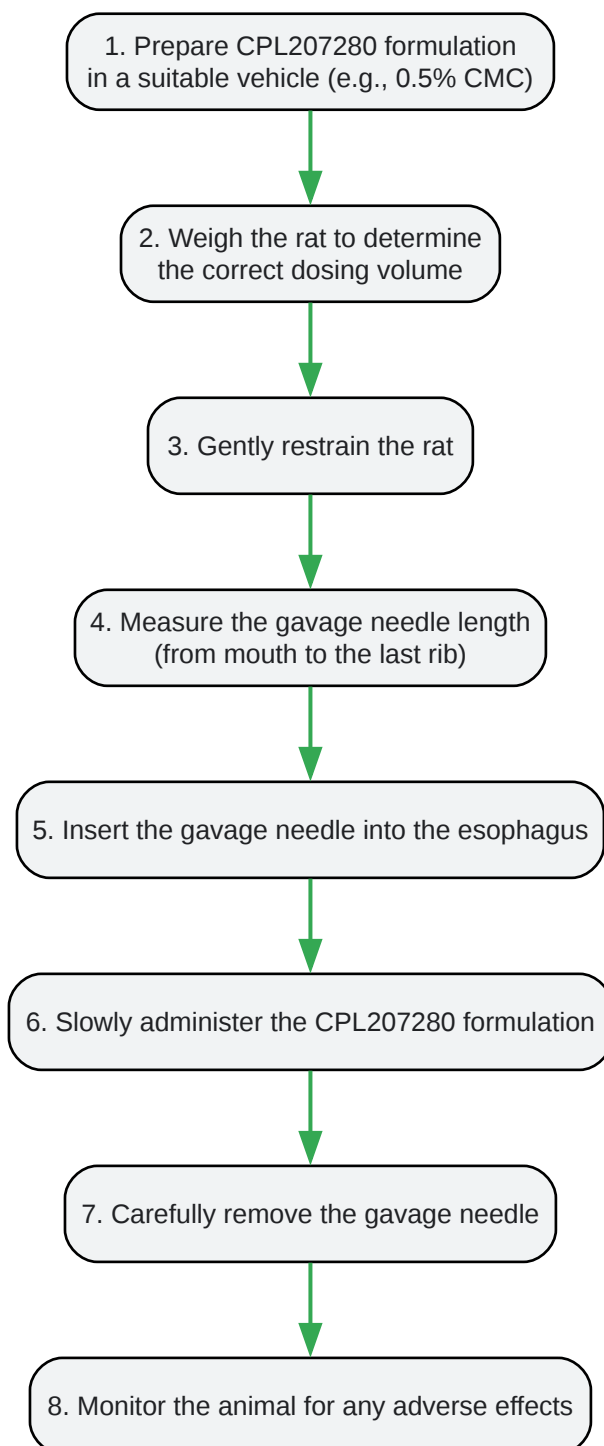 1. Prepare CPL207280 formulation
in a suitable vehicle (e.g., 0.5% CMC)
2. Weigh the rat to determine
the correct dosing volume
3. Gently restrain the rat
4. Measure the gavage needle length
(from mouth to the last rib)
5. Insert the gavage needle into the esophagus
6. Slowly administer the CPL207280 formulation
7. Carefully remove the gavage needle
8. Monitor the animal for any adverse effects